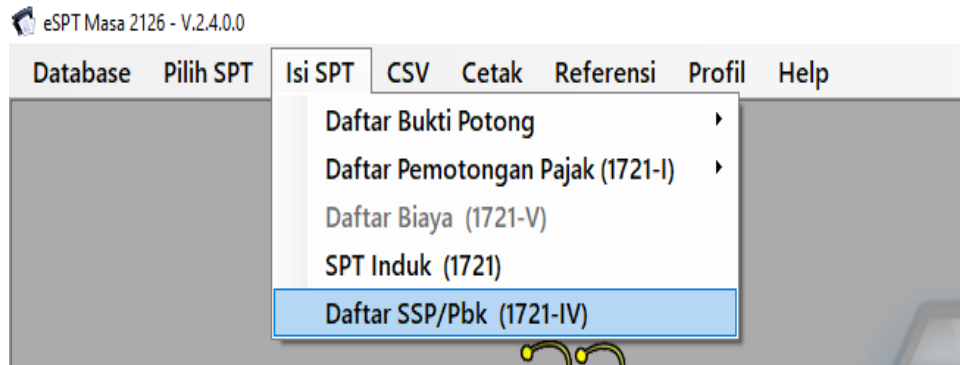 eSPT Masa 2126 - V.2.4.0.0
Database Pilih SPT Isi SPT CSV Cetak Referensi Profil Help
Daftar Bukti Potong
Daftar Pemotongan Pajak (1721-I)
Daftar Biaya (1721-V)
SPT Induk (1721)
Daftar SSP/Pbk (1721-IV)